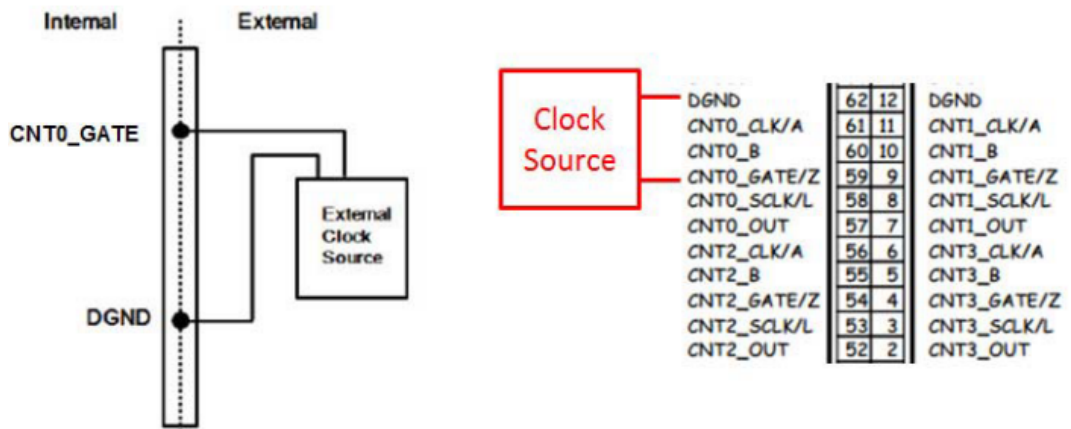 Internal External
CNT0_GATE
External
Clock
Source
DGND
Clock
Source
DGND 62 12 DGND
CNT0_CLK/A 61 11 CNT1_CLK/A
CNT0_B 60 10 CNT1_B
CNT0_GATE/Z 59 9 CNT1_GATE/Z
CNT0_SCLK/L 58 8 CNT1_SCLK/L
CNT0_OUT 57 7 CNT1_OUT
CNT2_CLK/A 56 6 CNT3_CLK/A
CNT2_B 55 5 CNT3_B
CNT2_GATE/Z 54 4 CNT3_GATE/Z
CNT2_SCLK/L 53 3 CNT3_SCLK/L
CNT2_OUT 52 2 CNT3_OUT